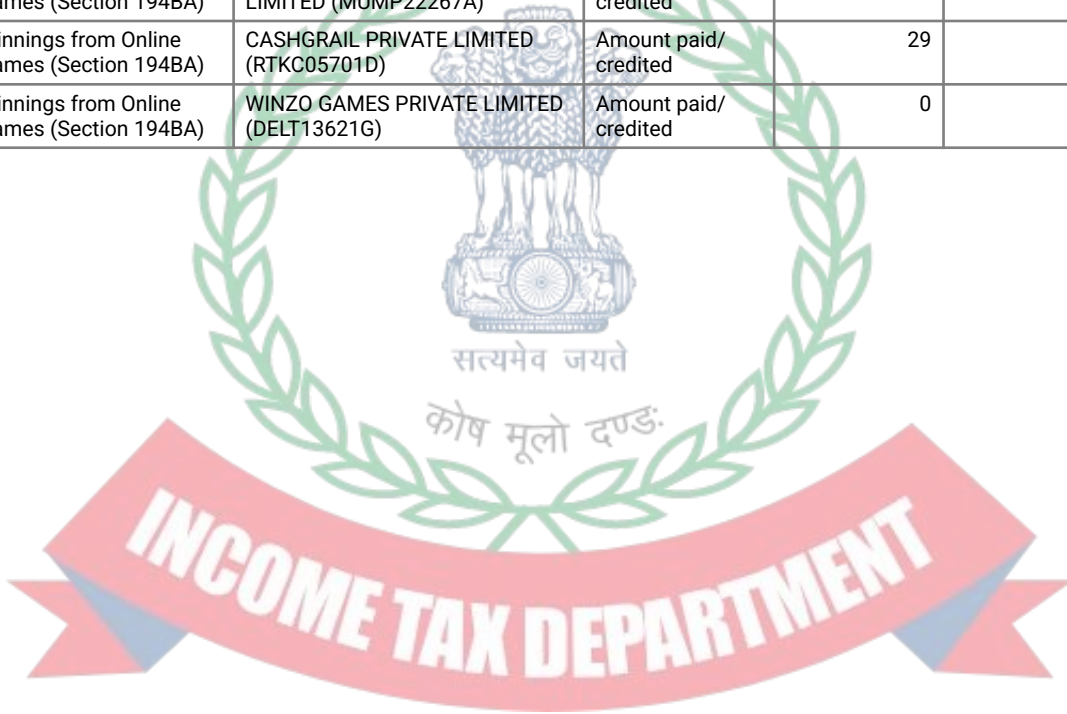 ames (Section 194BA) LIMITED (MUMP22267A) credited
innings from Online CASHGRAIL PRIVATE LIMITED Amount paid/ 29
ames (Section 194BA) (RTKC05701D) credited
innings from Online WINZO GAMES PRIVATE LIMITED Amount paid/ 0
ames (Section 194BA) (DELT13621G) credited
सत्यमेव जयते
कोष मूलो दण्डः
INCOME TAX DEPARTMENT